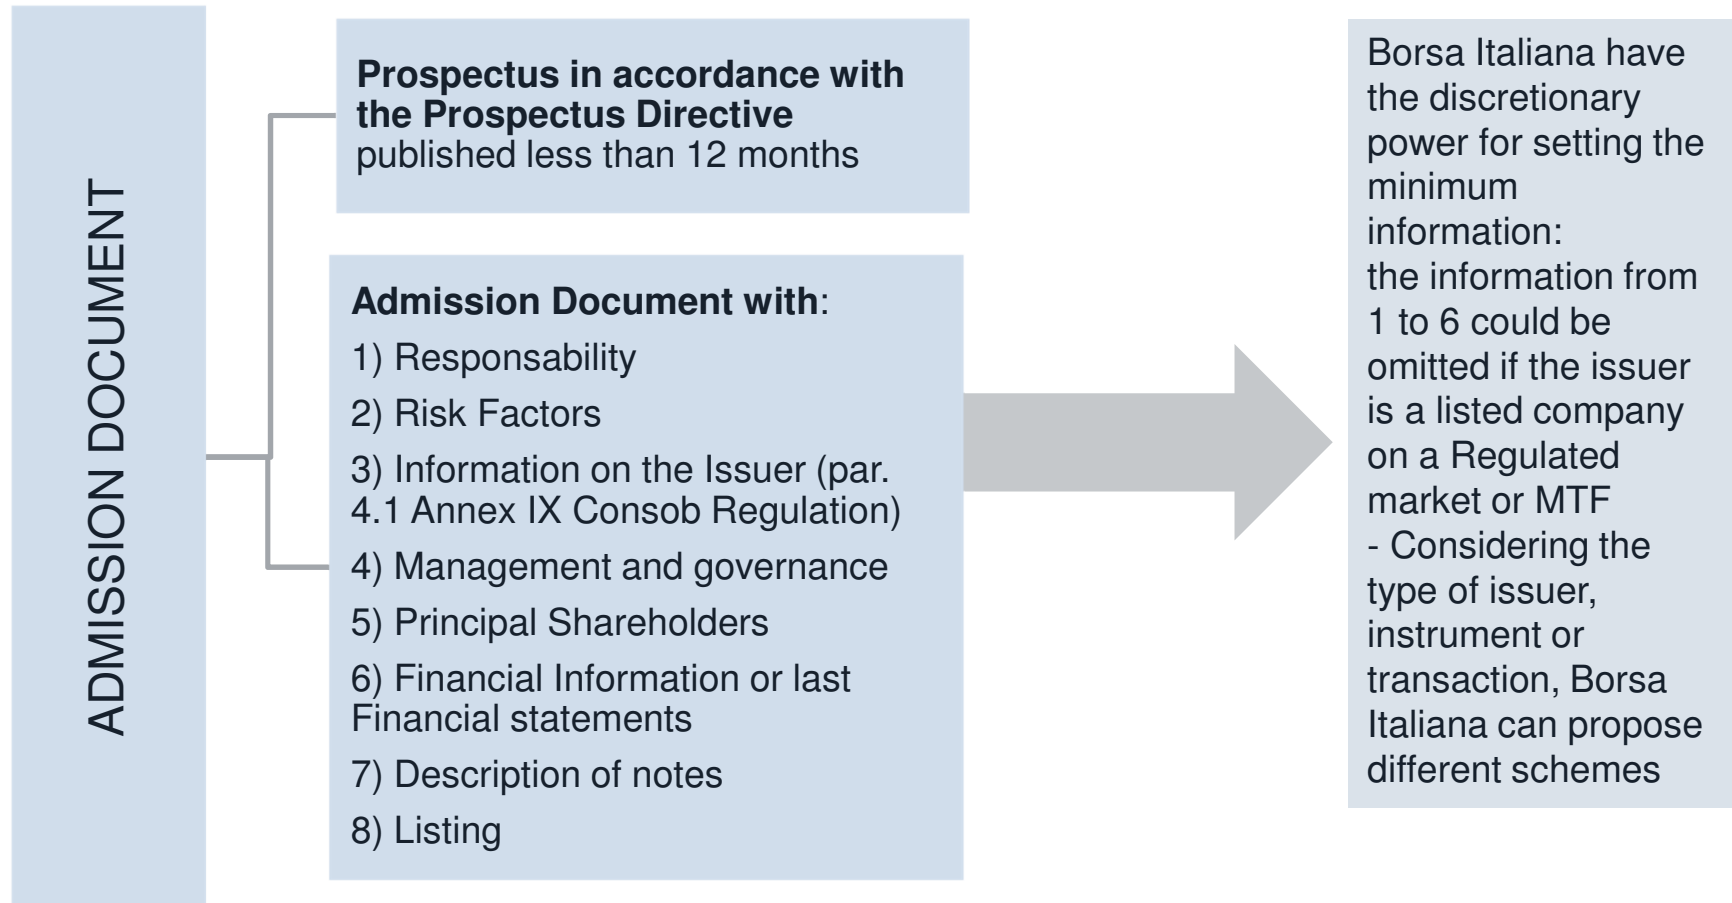 ADMISSION DOCUMENT
Prospectus in accordance with
the Prospectus Directive
published less than 12 months
Admission Document with:
1) Responsability
2) Risk Factors
3) Information on the Issuer (par.
4.1 Annex IX Consob Regulation)
4) Management and governance
5) Principal Shareholders
6) Financial Information or last
Financial statements
7) Description of notes
8) Listing
Borsa Italiana have
the discretionary
power for setting the
minimum
information:
the information from
1 to 6 could be
omitted if the issuer
is a listed company
on a Regulated
market or MTF
- Considering the
type of issuer,
instrument or
transaction, Borsa
Italiana can propose
different schemes